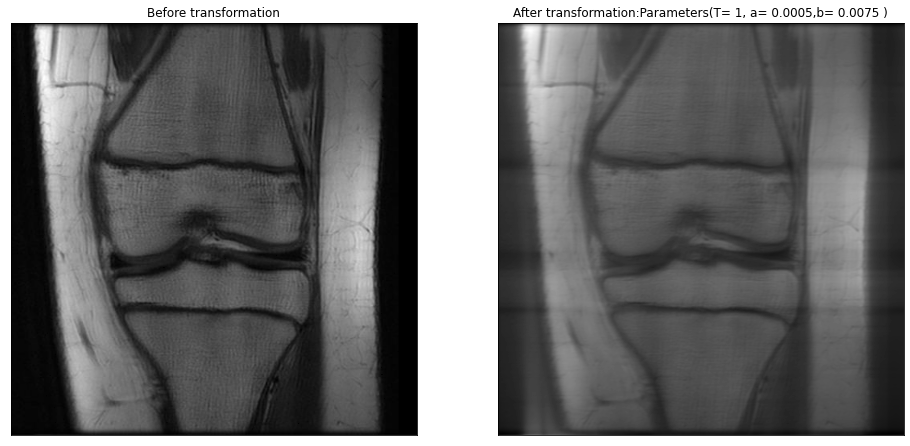 Before transformation
After transformation:Parameters(T= 1, a= 0.0005,b= 0.0075 )